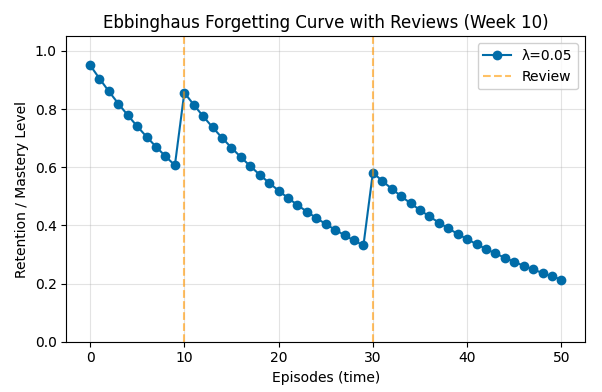 Ebbinghaus Forgetting Curve with Reviews (Week 10)
1.0
0.8
0.6
0.4
0.2
0.0
Retention / Mastery Level
λ=0.05
Review
0 10 20 30 40 50
Episodes (time)